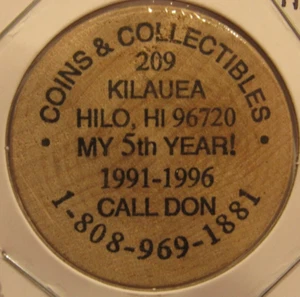 • COINS & COLLECTIBLES •
209
KILAUEA
HILO, HI 96720
MY 5th YEAR!
1991-1996
CALL DON
1-808-969-1881